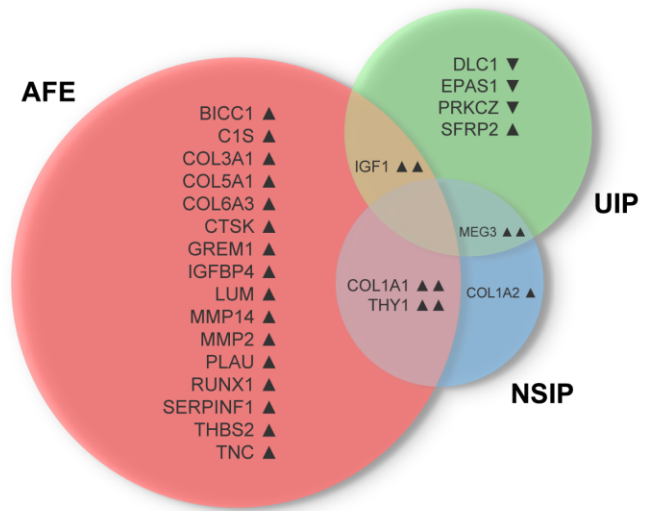 AFE
BICC1 ▲
C1S ▲
COL3A1 ▲
COL5A1 ▲
COL6A3 ▲
CTSK ▲
GREM1 ▲
IGFBP4 ▲
LUM ▲
MMP14 ▲
MMP2 ▲
PLAU ▲
RUNX1 ▲
SERPINF1 ▲
THBS2 ▲
TNC ▲
IGF1 ▲ ▲
DLC1 ▼
EPAS1 ▼
PRKCZ ▼
SFRP2 ▲
UIP
MEG3 ▲ ▲
COL1A1 ▲ ▲
THY1 ▲ ▲
COL1A2 ▲
NSIP